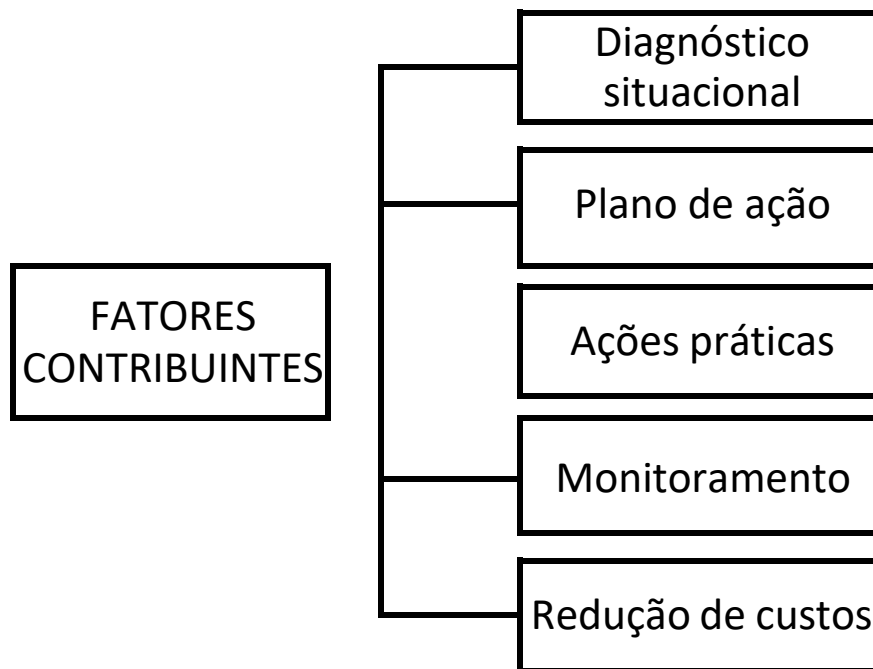 Diagnóstico
situacional
Plano de ação
FATORES
CONTRIBUINTES
Ações práticas
Monitoramento
Redução de custos